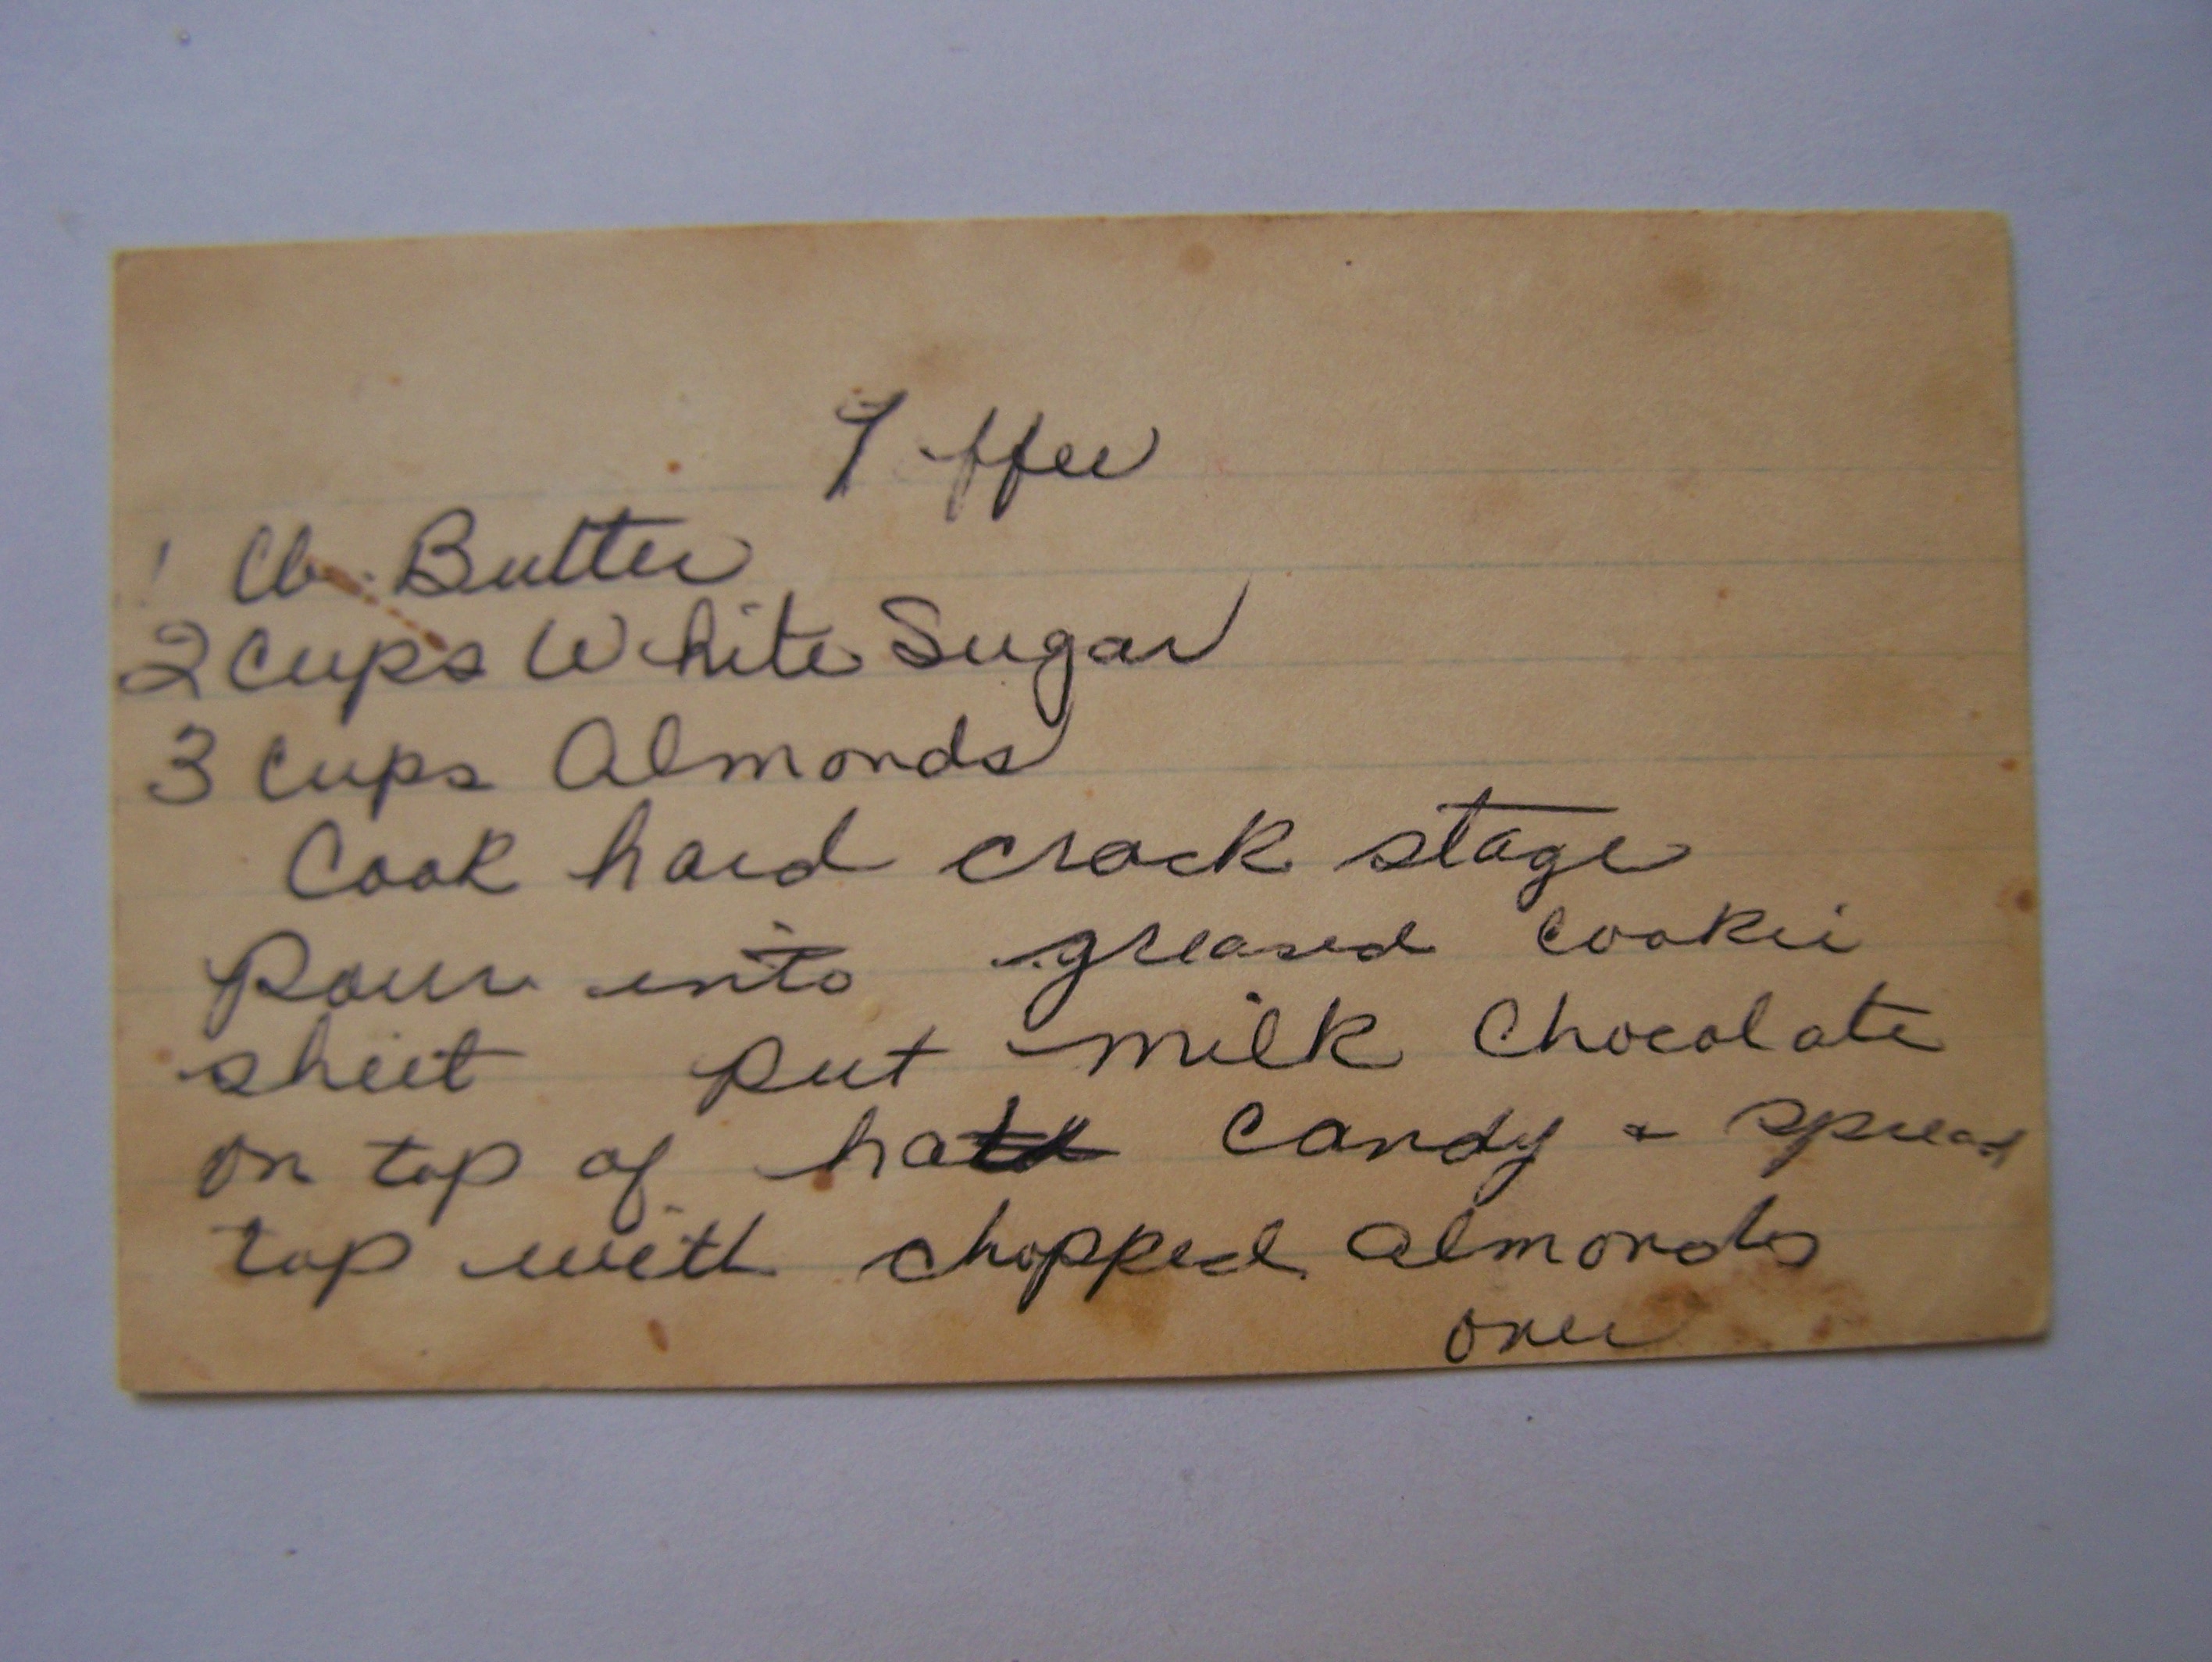 Toffee
1 lb. Butter
2 Cups White Sugar
3 Cups Almonds
Cook hard crack stage
Pour into greased cookie
sheet put milk Chocolate
on top of hot candy & spread
top with chopped almonds
over